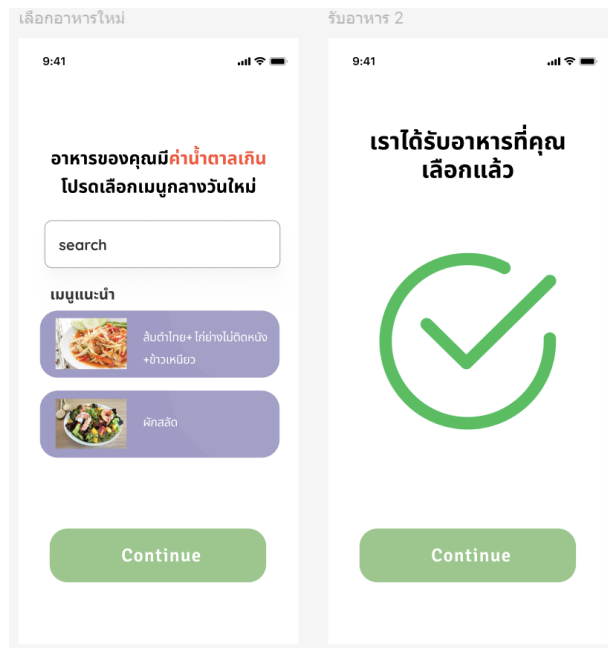 เลือกอาหารใหม่
9:41
อาหารของคุณมีค่าน้ำตาลเกิน
โปรดเลือกเมนูกลางวันใหม่
search
เมนูแนะนำ
ส้มตำไทย+ ไก่ย่างไม่ติดหนัง
+ข้าวเหนียว
ผักสลัด
Continue
รับอาหาร 2
9:41
เราได้รับอาหารที่คุณ
เลือกแล้ว
Continue